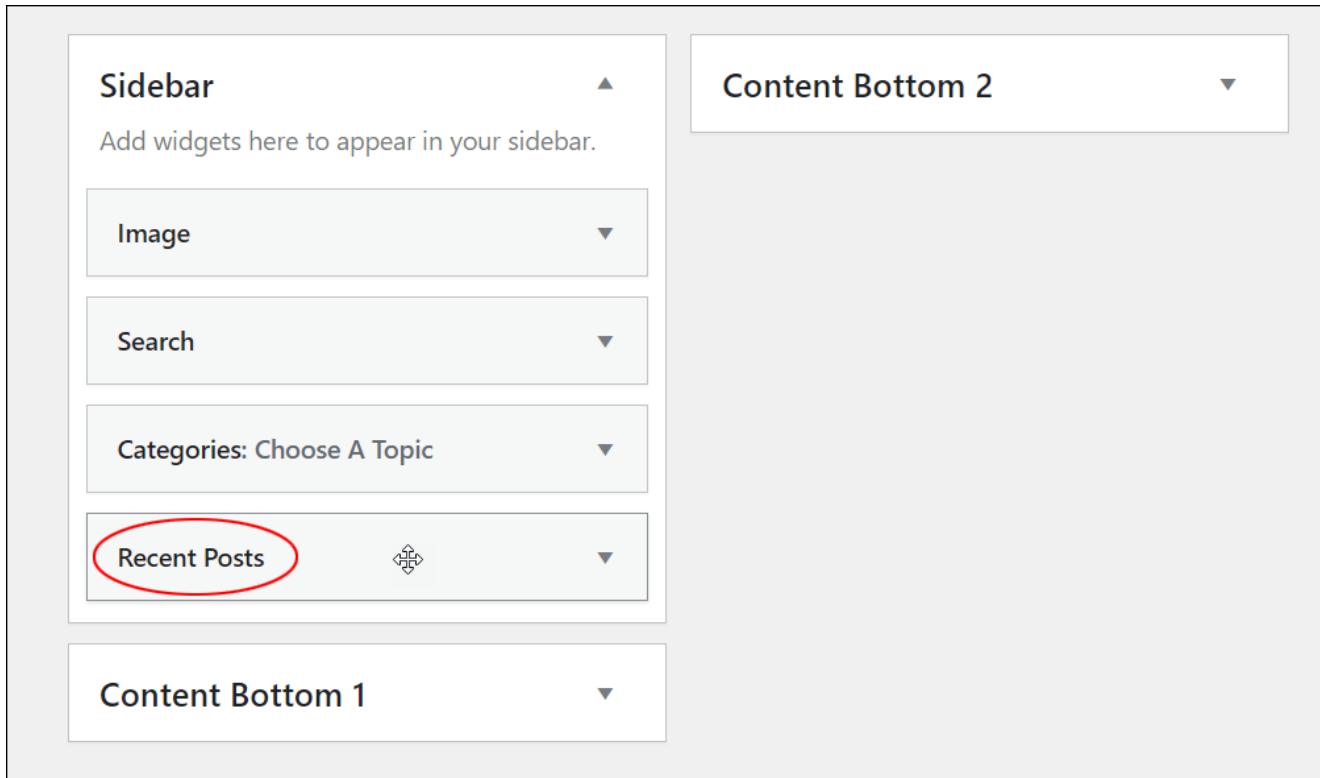 Sidebar
Add widgets here to appear in your sidebar.
Image
Search
Categories: Choose A Topic
Recent Posts
Content Bottom 1
Content Bottom 2